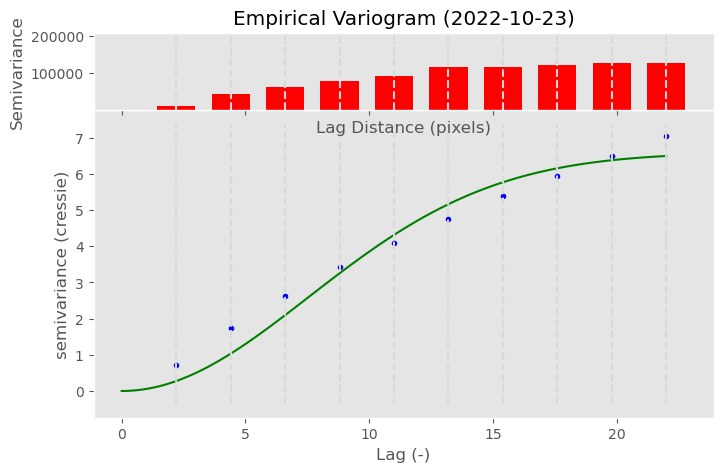 Empirical Variogram (2022-10-23)
200000
100000
Semivariance
Lag Distance (pixels)
7
6
5
4
3
2
1
0
semivariance (cressie)
0 5 10 15 20
Lag (-)